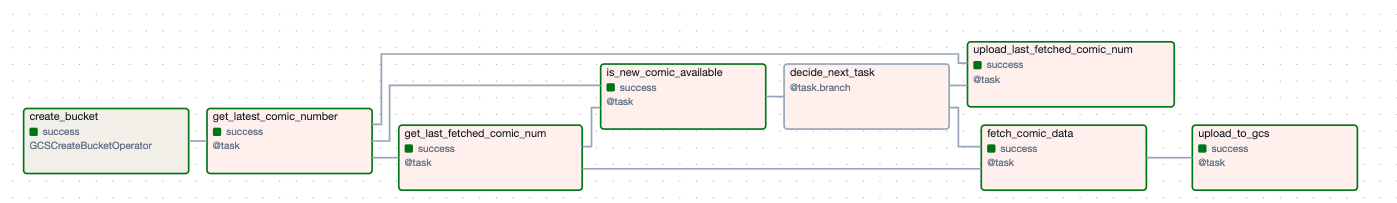 create_bucket
success
GCSCreateBucketOperator
get_latest_comic_number
success
@task
get_last_fetched_comic_num
success
@task
is_new_comic_available
success
@task
decide_next_task
@task.branch
upload_last_fetched_comic_num
success
@task
fetch_comic_data
success
@task
upload_to_gcs
success
@task